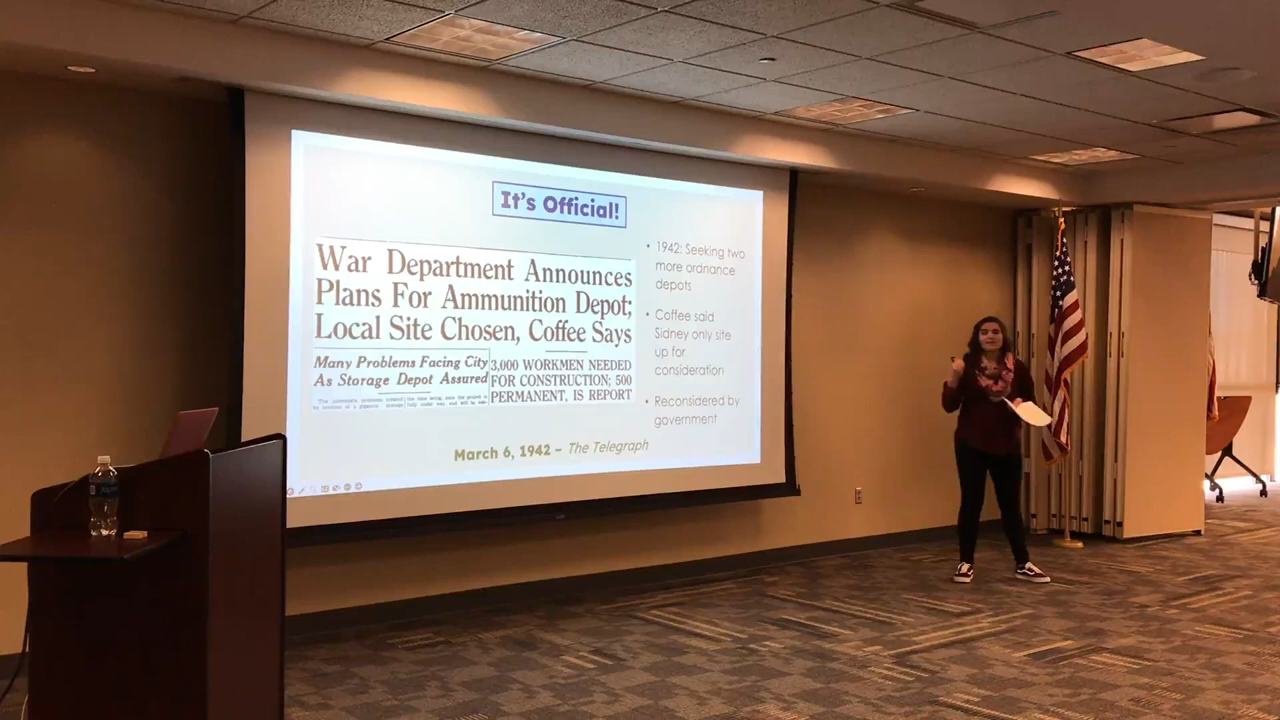 It's Official!
War Department Announces
Plans For Ammunition Depot;
Local Site Chosen, Coffee Says
Many Problems Facing City
As Storage Depot Assured
3,000 WORKMEN NEEDED
FOR CONSTRUCTION; 500
PERMANENT, IS REPORT
• 1942: Seeking two
more ordnance
depots
• Coffee said
Sidney only site
up for
consideration
• Reconsidered by
government
March 6, 1942 – The Telegraph